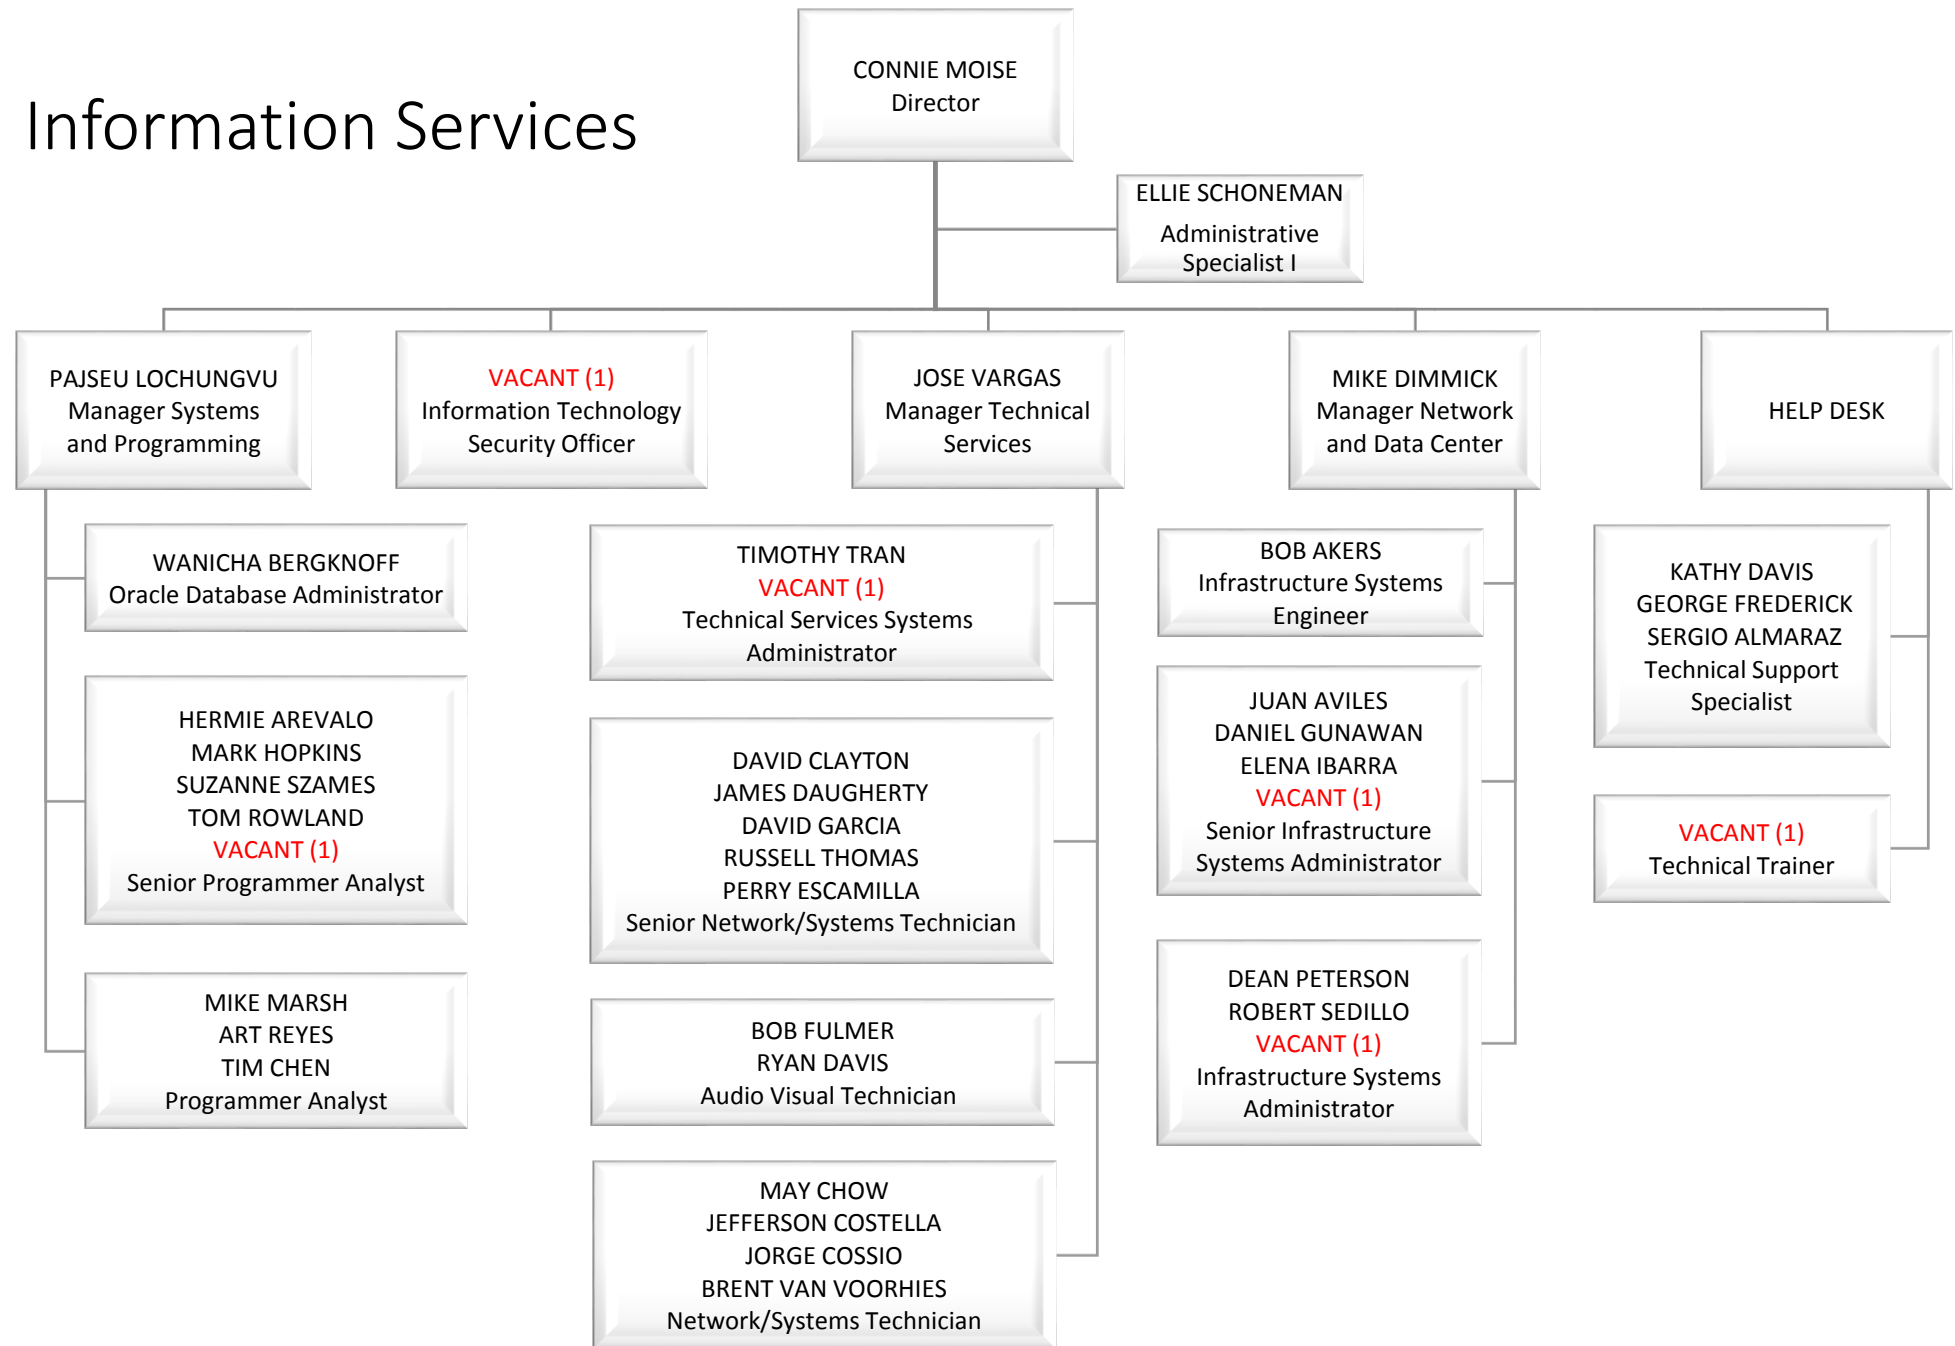 Information Services
CONNIE MOISE
Director
ELLIE SCHONEMAN
Administrative
Specialist I
PAJSEU LOCHUNGVU
Manager Systems
and Programming
VACANT (1)
Information Technology
Security Officer
JOSE VARGAS
Manager Technical
Services
MIKE DIMMICK
Manager Network
and Data Center
HELP DESK
WANICHA BERGKNOFF
Oracle Database Administrator
HERMIE AREVALO
MARK HOPKINS
SUZANNE SZAMES
TOM ROWLAND
VACANT (1)
Senior Programmer Analyst
MIKE MARSH
ART REYES
TIM CHEN
Programmer Analyst
TIMOTHY TRAN
VACANT (1)
Technical Services Systems
Administrator
DAVID CLAYTON
JAMES DAUGHERTY
DAVID GARCIA
RUSSELL THOMAS
PERRY ESCAMILLA
Senior Network/Systems Technician
BOB FULMER
RYAN DAVIS
Audio Visual Technician
MAY CHOW
JEFFERSON COSTELLA
JORGE COSSIO
BRENT VAN VOORHIES
Network/Systems Technician
BOB AKERS
Infrastructure Systems
Engineer
JUAN AVILES
DANIEL GUNAWAN
ELENA IBARRA
VACANT (1)
Senior Infrastructure
Systems Administrator
DEAN PETERSON
ROBERT SEDILLO
VACANT (1)
Infrastructure Systems
Administrator
KATHY DAVIS
GEORGE FREDERICK
SERGIO ALMARAZ
Technical Support
Specialist
VACANT (1)
Technical Trainer